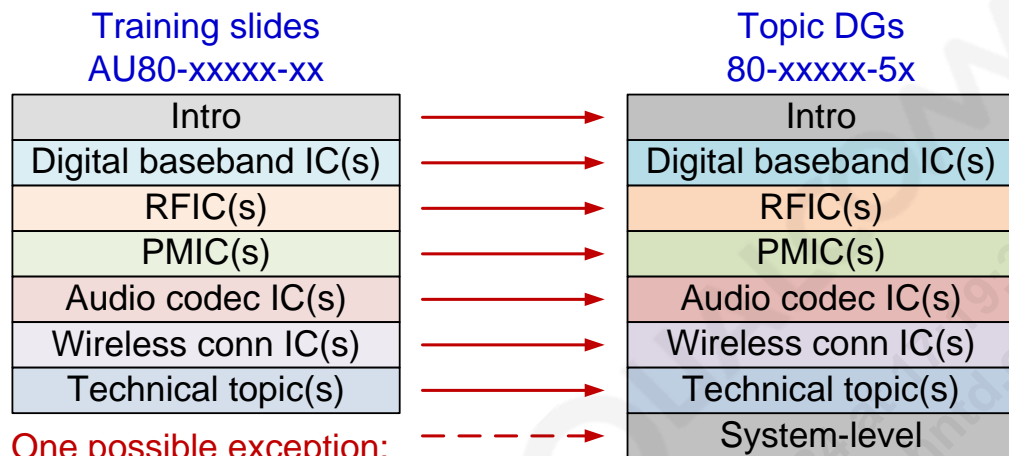 Training slides
AU80-xxxxx-xx
Intro
Digital baseband IC(s)
RFIC(s)
PMIC(s)
Audio codec IC(s)
Wireless conn IC(s)
Technical topic(s)
One possible exception:
Topic DGs
80-xxxxx-5x
Intro
Digital baseband IC(s)
RFIC(s)
PMIC(s)
Audio codec IC(s)
Wireless conn IC(s)
Technical topic(s)
System-level